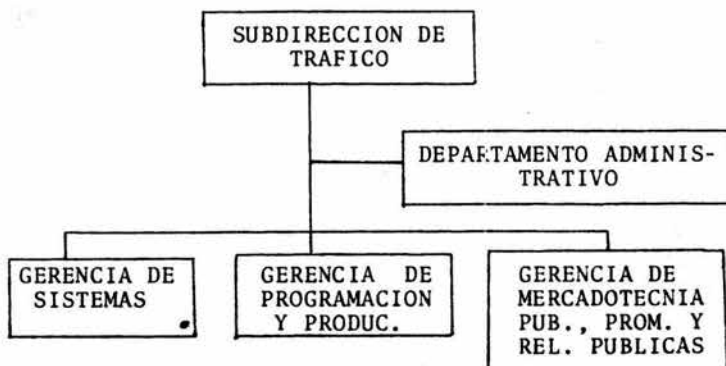 SUBDIRECCION DE
TRAFICO
DEPARTAMENTO ADMINIS-
TRATIVO
GERENCIA DE
SISTEMAS
GERENCIA DE
PROGRAMACION
Y PRODUC.
GERENCIA DE
MERCADOTECNIA
PUB., PROM. Y
REL. PUBLICAS